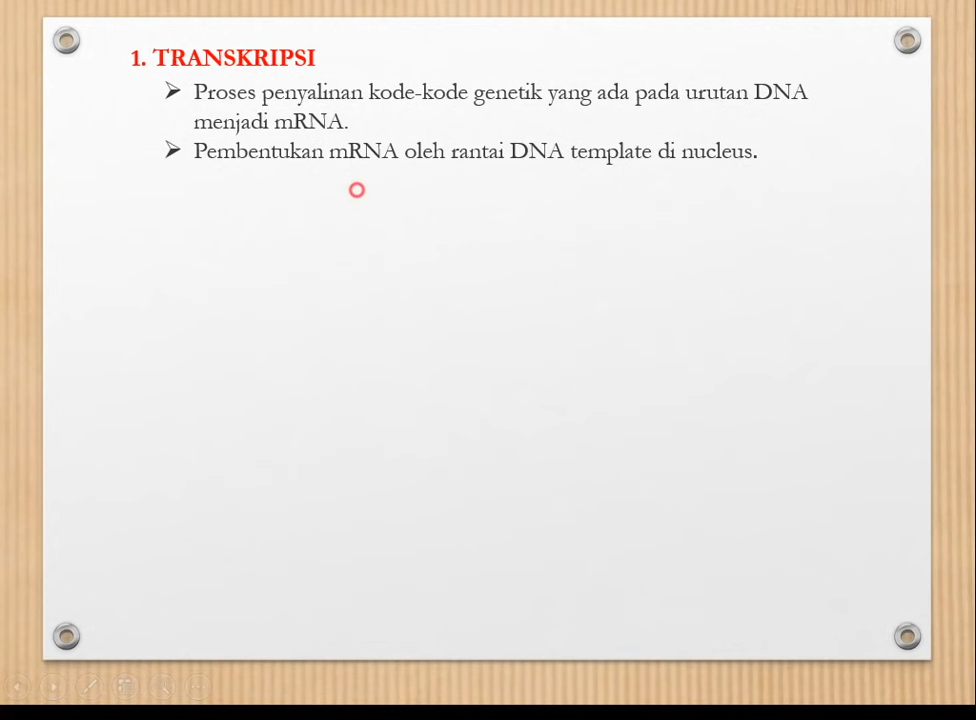 1. TRANSKRIPSI
➢ Proses penyalinan kode-kode genetik yang ada pada urutan DNA
menjadi mRNA.
➢ Pembentukan mRNA oleh rantai DNA template di nucleus.